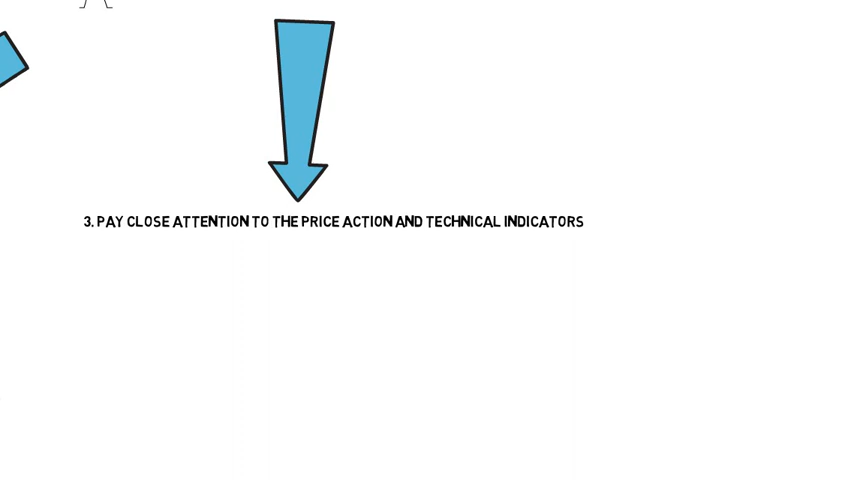 3. PAY CLOSE ATTENTION TO THE PRICE ACTION AND TECHNICAL INDICATORS